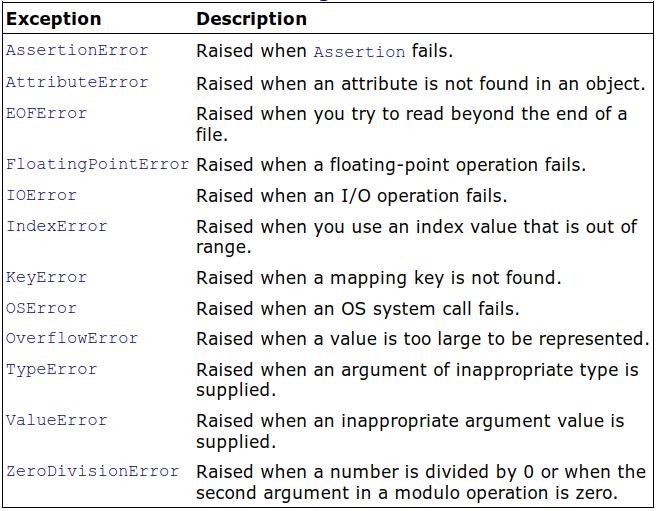 Exception Description
AssertionError Raised when Assertion fails.
AttributeError Raised when an attribute is not found in an object.
EOFError Raised when you try to read beyond the end of a
file.
FloatingPointError Raised when a floating-point operation fails.
IOError Raised when an I/O operation fails.
IndexError Raised when you use an index value that is out of
range.
KeyError Raised when a mapping key is not found.
OSError Raised when an OS system call fails.
OverflowError Raised when a value is too large to be represented.
TypeError Raised when an argument of inappropriate type is
supplied.
ValueError Raised when an inappropriate argument value is
supplied.
ZeroDivisionError Raised when a number is divided by 0 or when the
second argument in a modulo operation is zero.